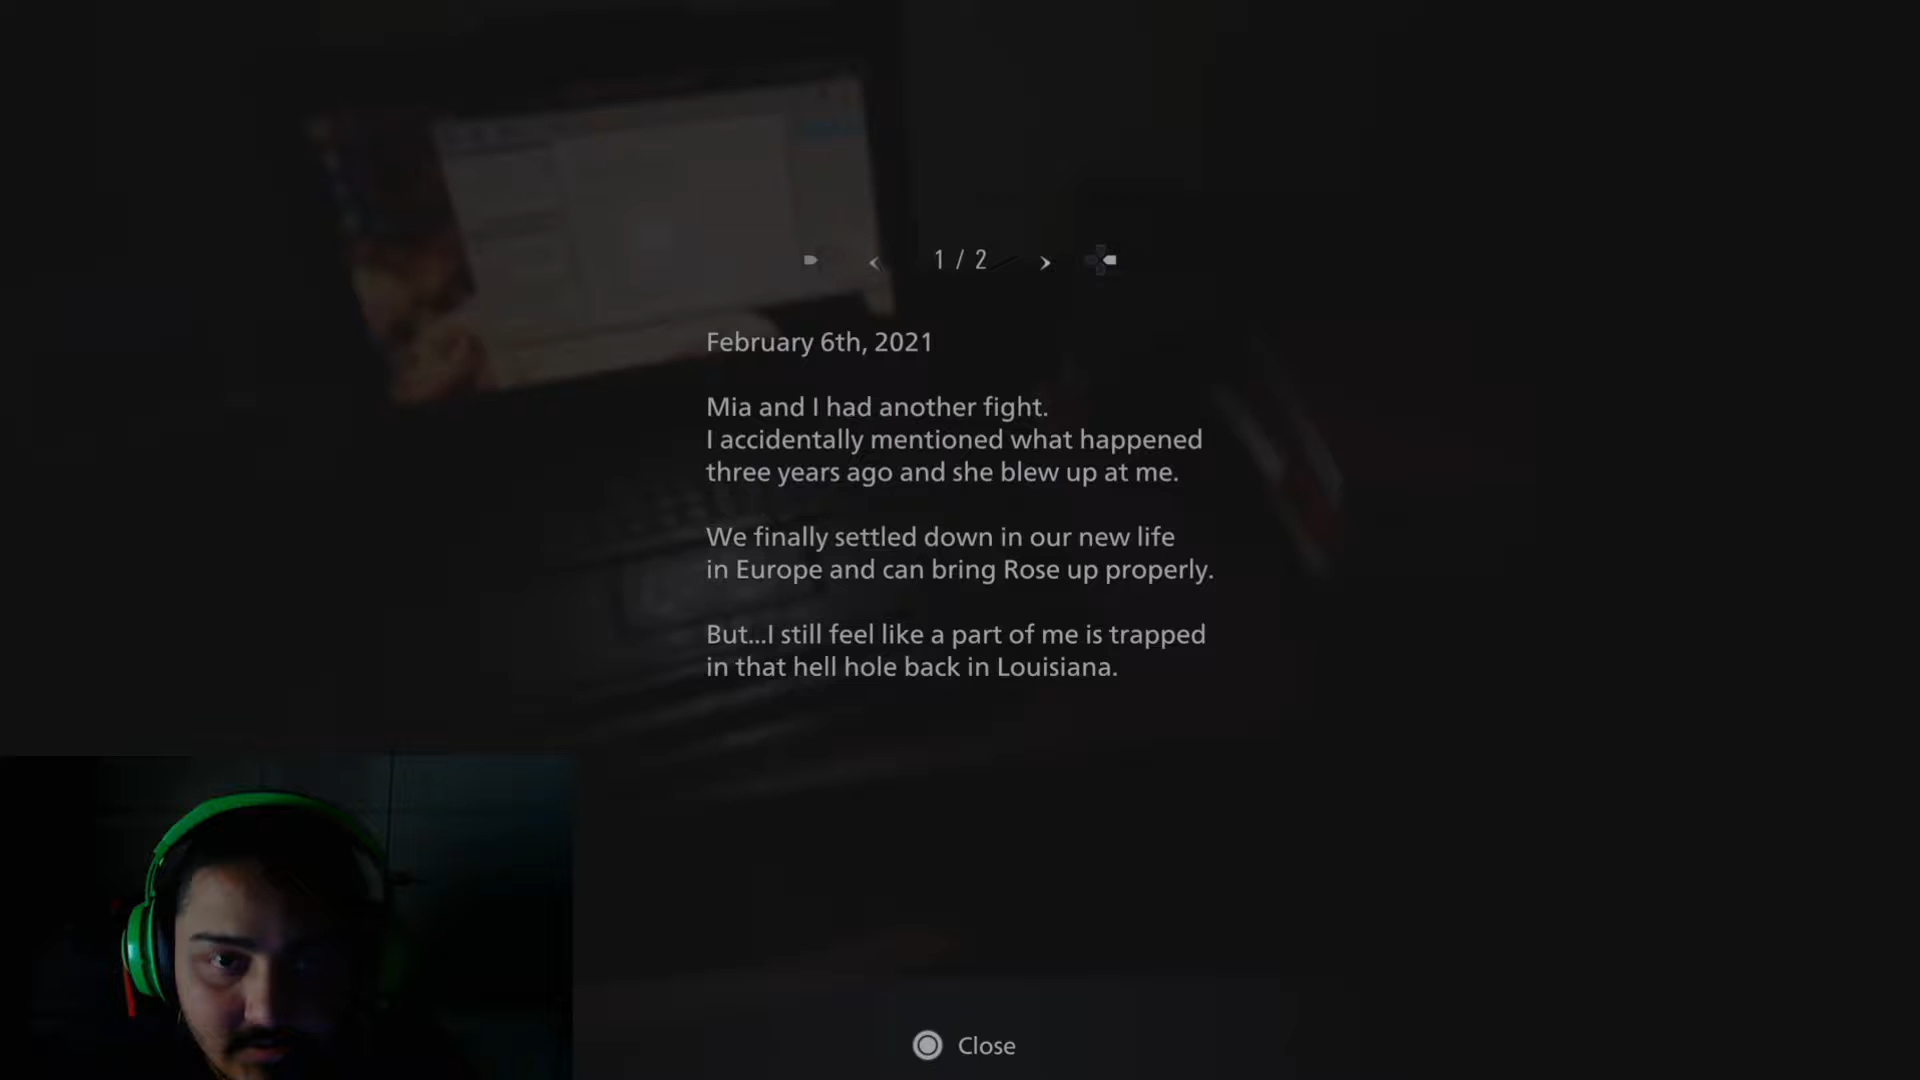 1 / 2
February 6th, 2021
Mia and I had another fight.
I accidentally mentioned what happened
three years ago and she blew up at me.
We finally settled down in our new life
in Europe and can bring Rose up properly.
But...I still feel like a part of me is trapped
in that hell hole back in Louisiana.
Close